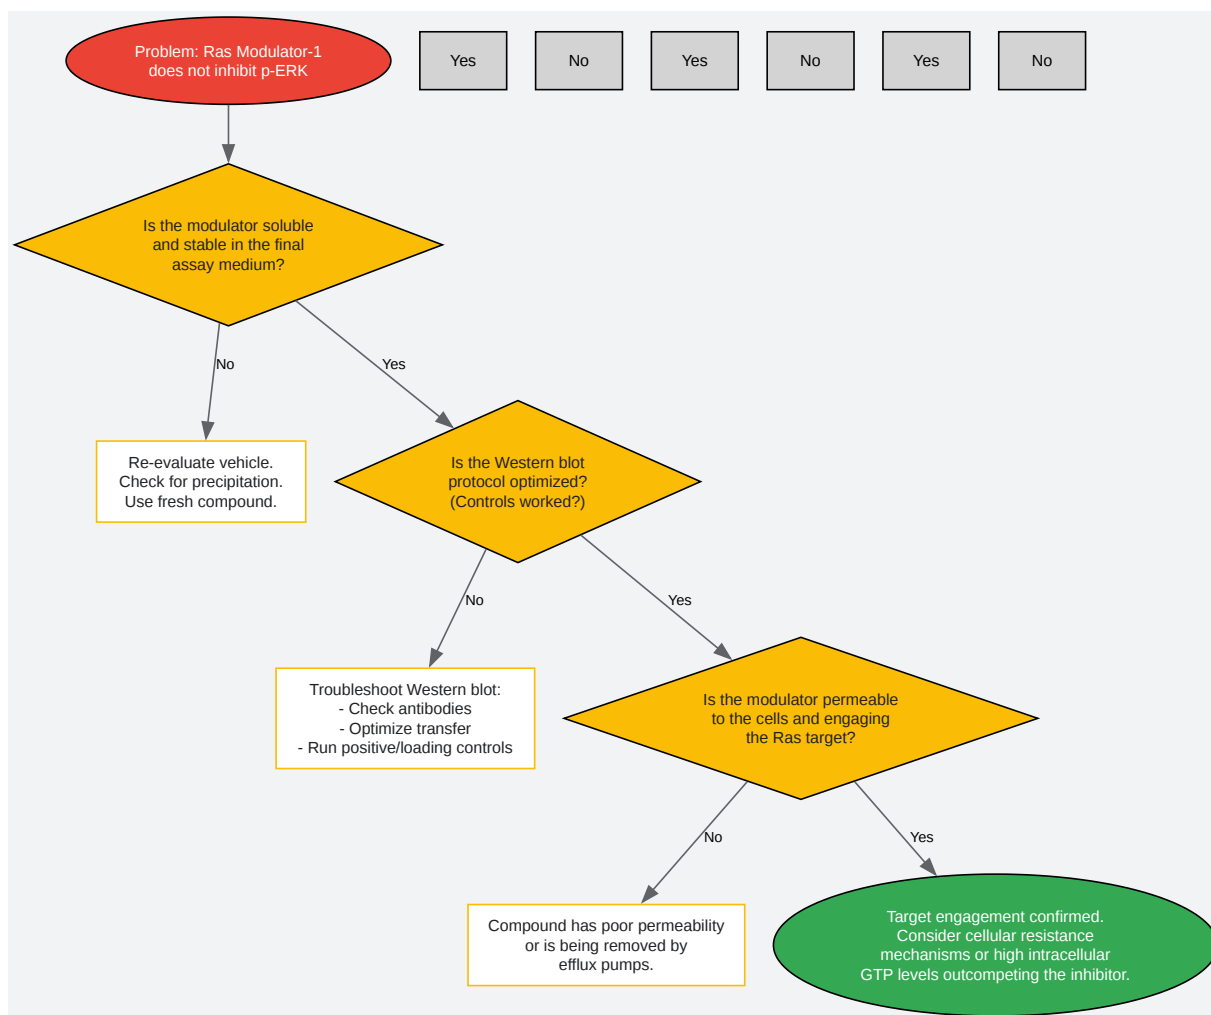 Problem: Ras Modulator-1
does not inhibit p-ERK
Yes
No
Yes
No
Yes
No
Is the modulator soluble
and stable in the final
assay medium?
No
Yes
Re-evaluate vehicle.
Check for precipitation.
Use fresh compound.
Is the Western blot
protocol optimized?
(Controls worked?)
No
Yes
Troubleshoot Western blot:
- Check antibodies
- Optimize transfer
- Run positive/loading controls
Is the modulator permeable
to the cells and engaging
the Ras target?
No
Yes
Compound has poor permeability
or is being removed by
efflux pumps.
Target engagement confirmed.
Consider cellular resistance
mechanisms or high intracellular
GTP levels outcompeting the inhibitor.